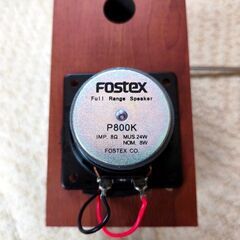 FOSTEX
Full Range Speaker
P800K
IMP. 8Ω MUS.24W
NOM. 8W
FOSTEX CO.